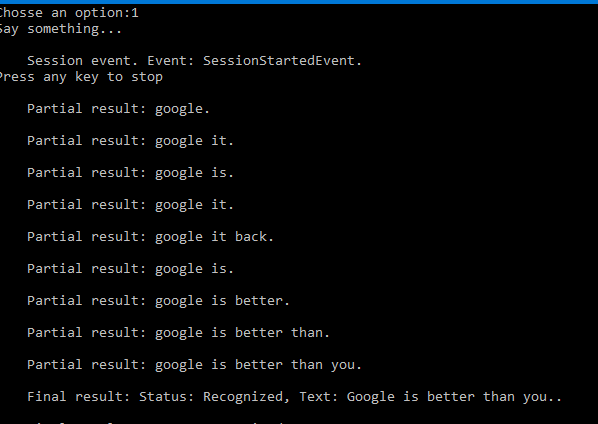 Chosse an option:1
Say something...
Session event. Event: SessionStartedEvent.
Press any key to stop
Partial result: google.
Partial result: google it.
Partial result: google is.
Partial result: google it.
Partial result: google it back.
Partial result: google is.
Partial result: google is better.
Partial result: google is better than.
Partial result: google is better than you.
Final result: Status: Recognized, Text: Google is better than you..